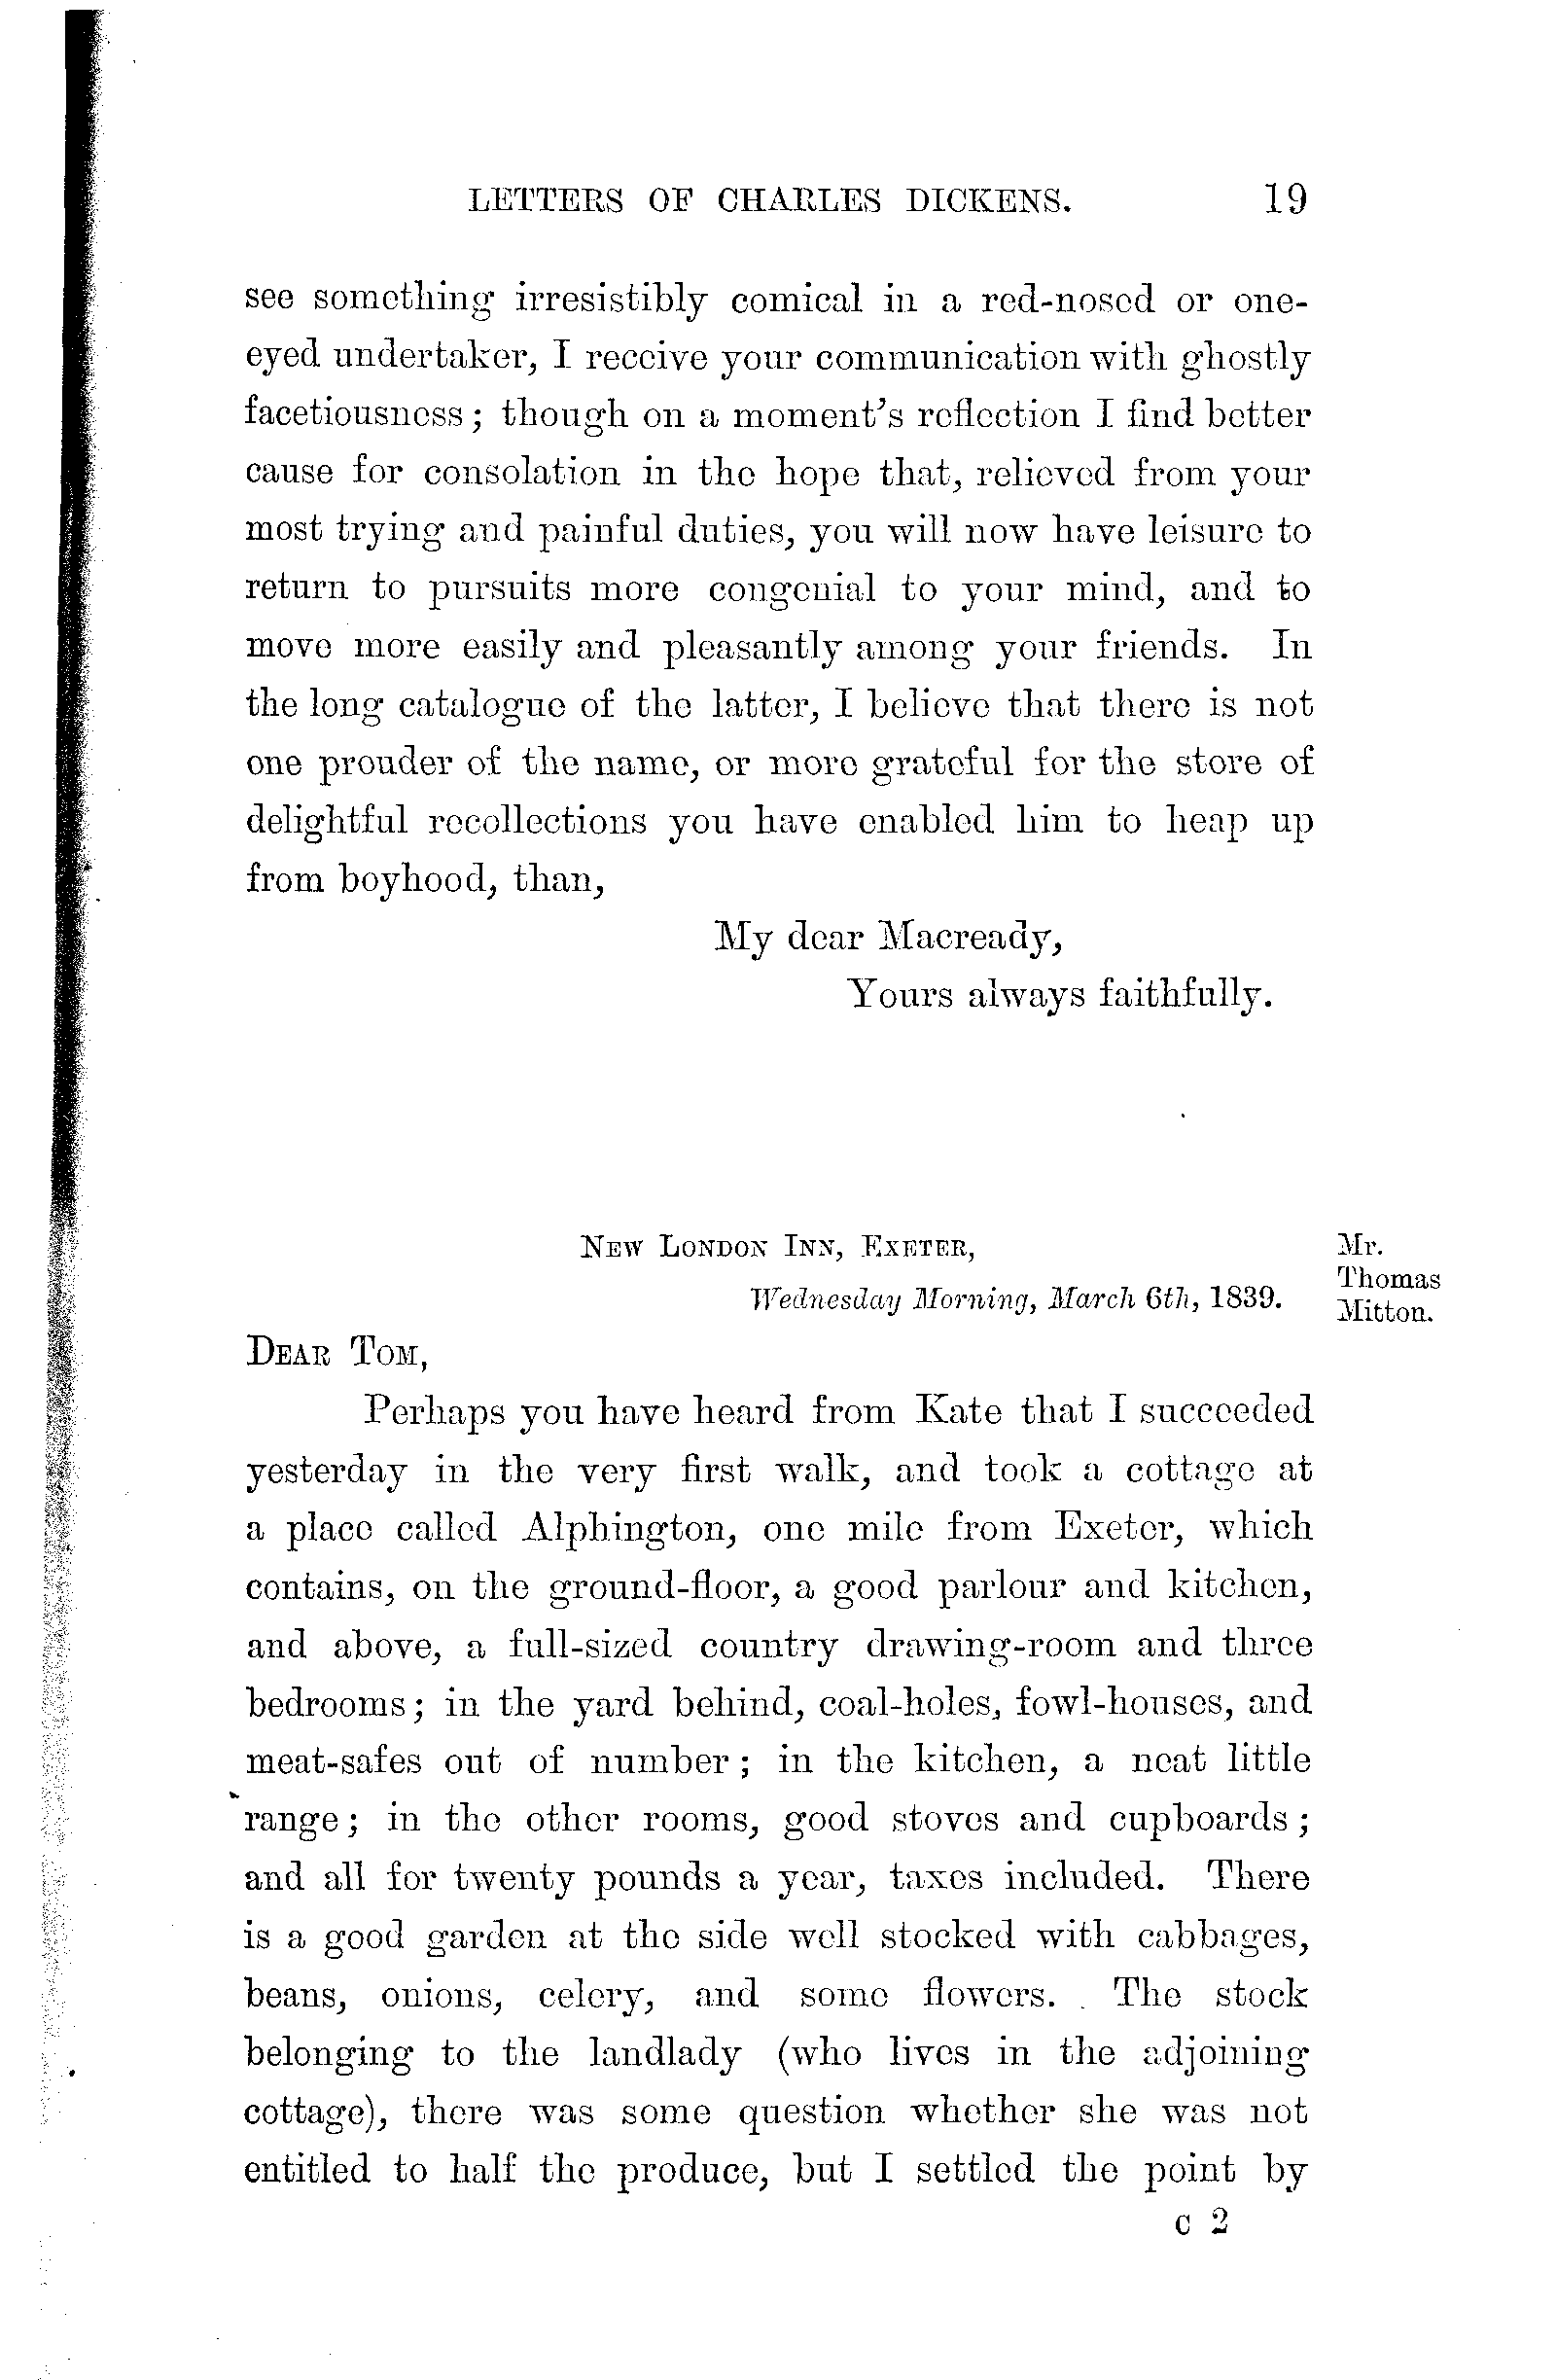 LETTERS OF CHARLES DICKENS. 19
see something irresistibly comical in a red-nosed or one-
eyed undertaker, I receive your communication with ghostly
facetiousness; though on a moment's reflection I find better
cause for consolation in the hope that, relieved from your
most trying and painful duties, you will now have leisure to
return to pursuits more congenial to your mind, and to
move more easily and pleasantly among your friends. In
the long catalogue of the latter, I believe that there is not
one prouder of the name, or more grateful for the store of
delightful recollections you have enabled him to heap up
from boyhood, than,
My dear Macready,
Yours always faithfully.
NEW LONDON INN, EXETER,
Wednesday Morning, March 6th, 1839.
Mr.
Thomas
Mitton.
DEAR TOM,
Perhaps you have heard from Kate that I succeeded
yesterday in the very first walk, and took a cottage at
a place called Alphington, one mile from Exeter, which
contains, on the ground-floor, a good parlour and kitchen,
and above, a full-sized country drawing-room and three
bedrooms; in the yard behind, coal-holes, fowl-houses, and
meat-safes out of number; in the kitchen, a neat little
range; in the other rooms, good stoves and cupboards;
and all for twenty pounds a year, taxes included. There
is a good garden at the side well stocked with cabbages,
beans, onions, celery, and some flowers. The stock
belonging to the landlady (who lives in the adjoining
cottage), there was some question whether she was not
entitled to half the produce, but I settled the point by
C 2